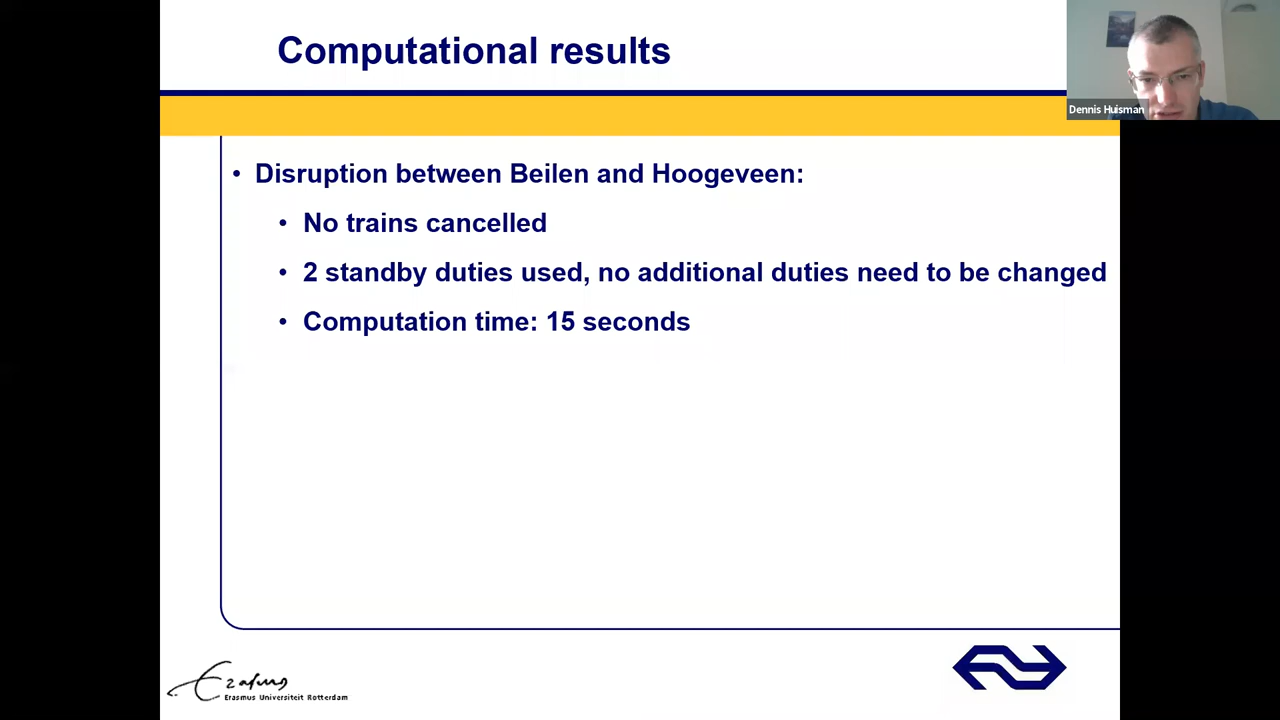 Computational results
Dennis Huisman
• Disruption between Beilen and Hoogeveen:
• No trains cancelled
• 2 standby duties used, no additional duties need to be changed
• Computation time: 15 seconds
Erasmus
Erasmus Universiteit Rotterdam